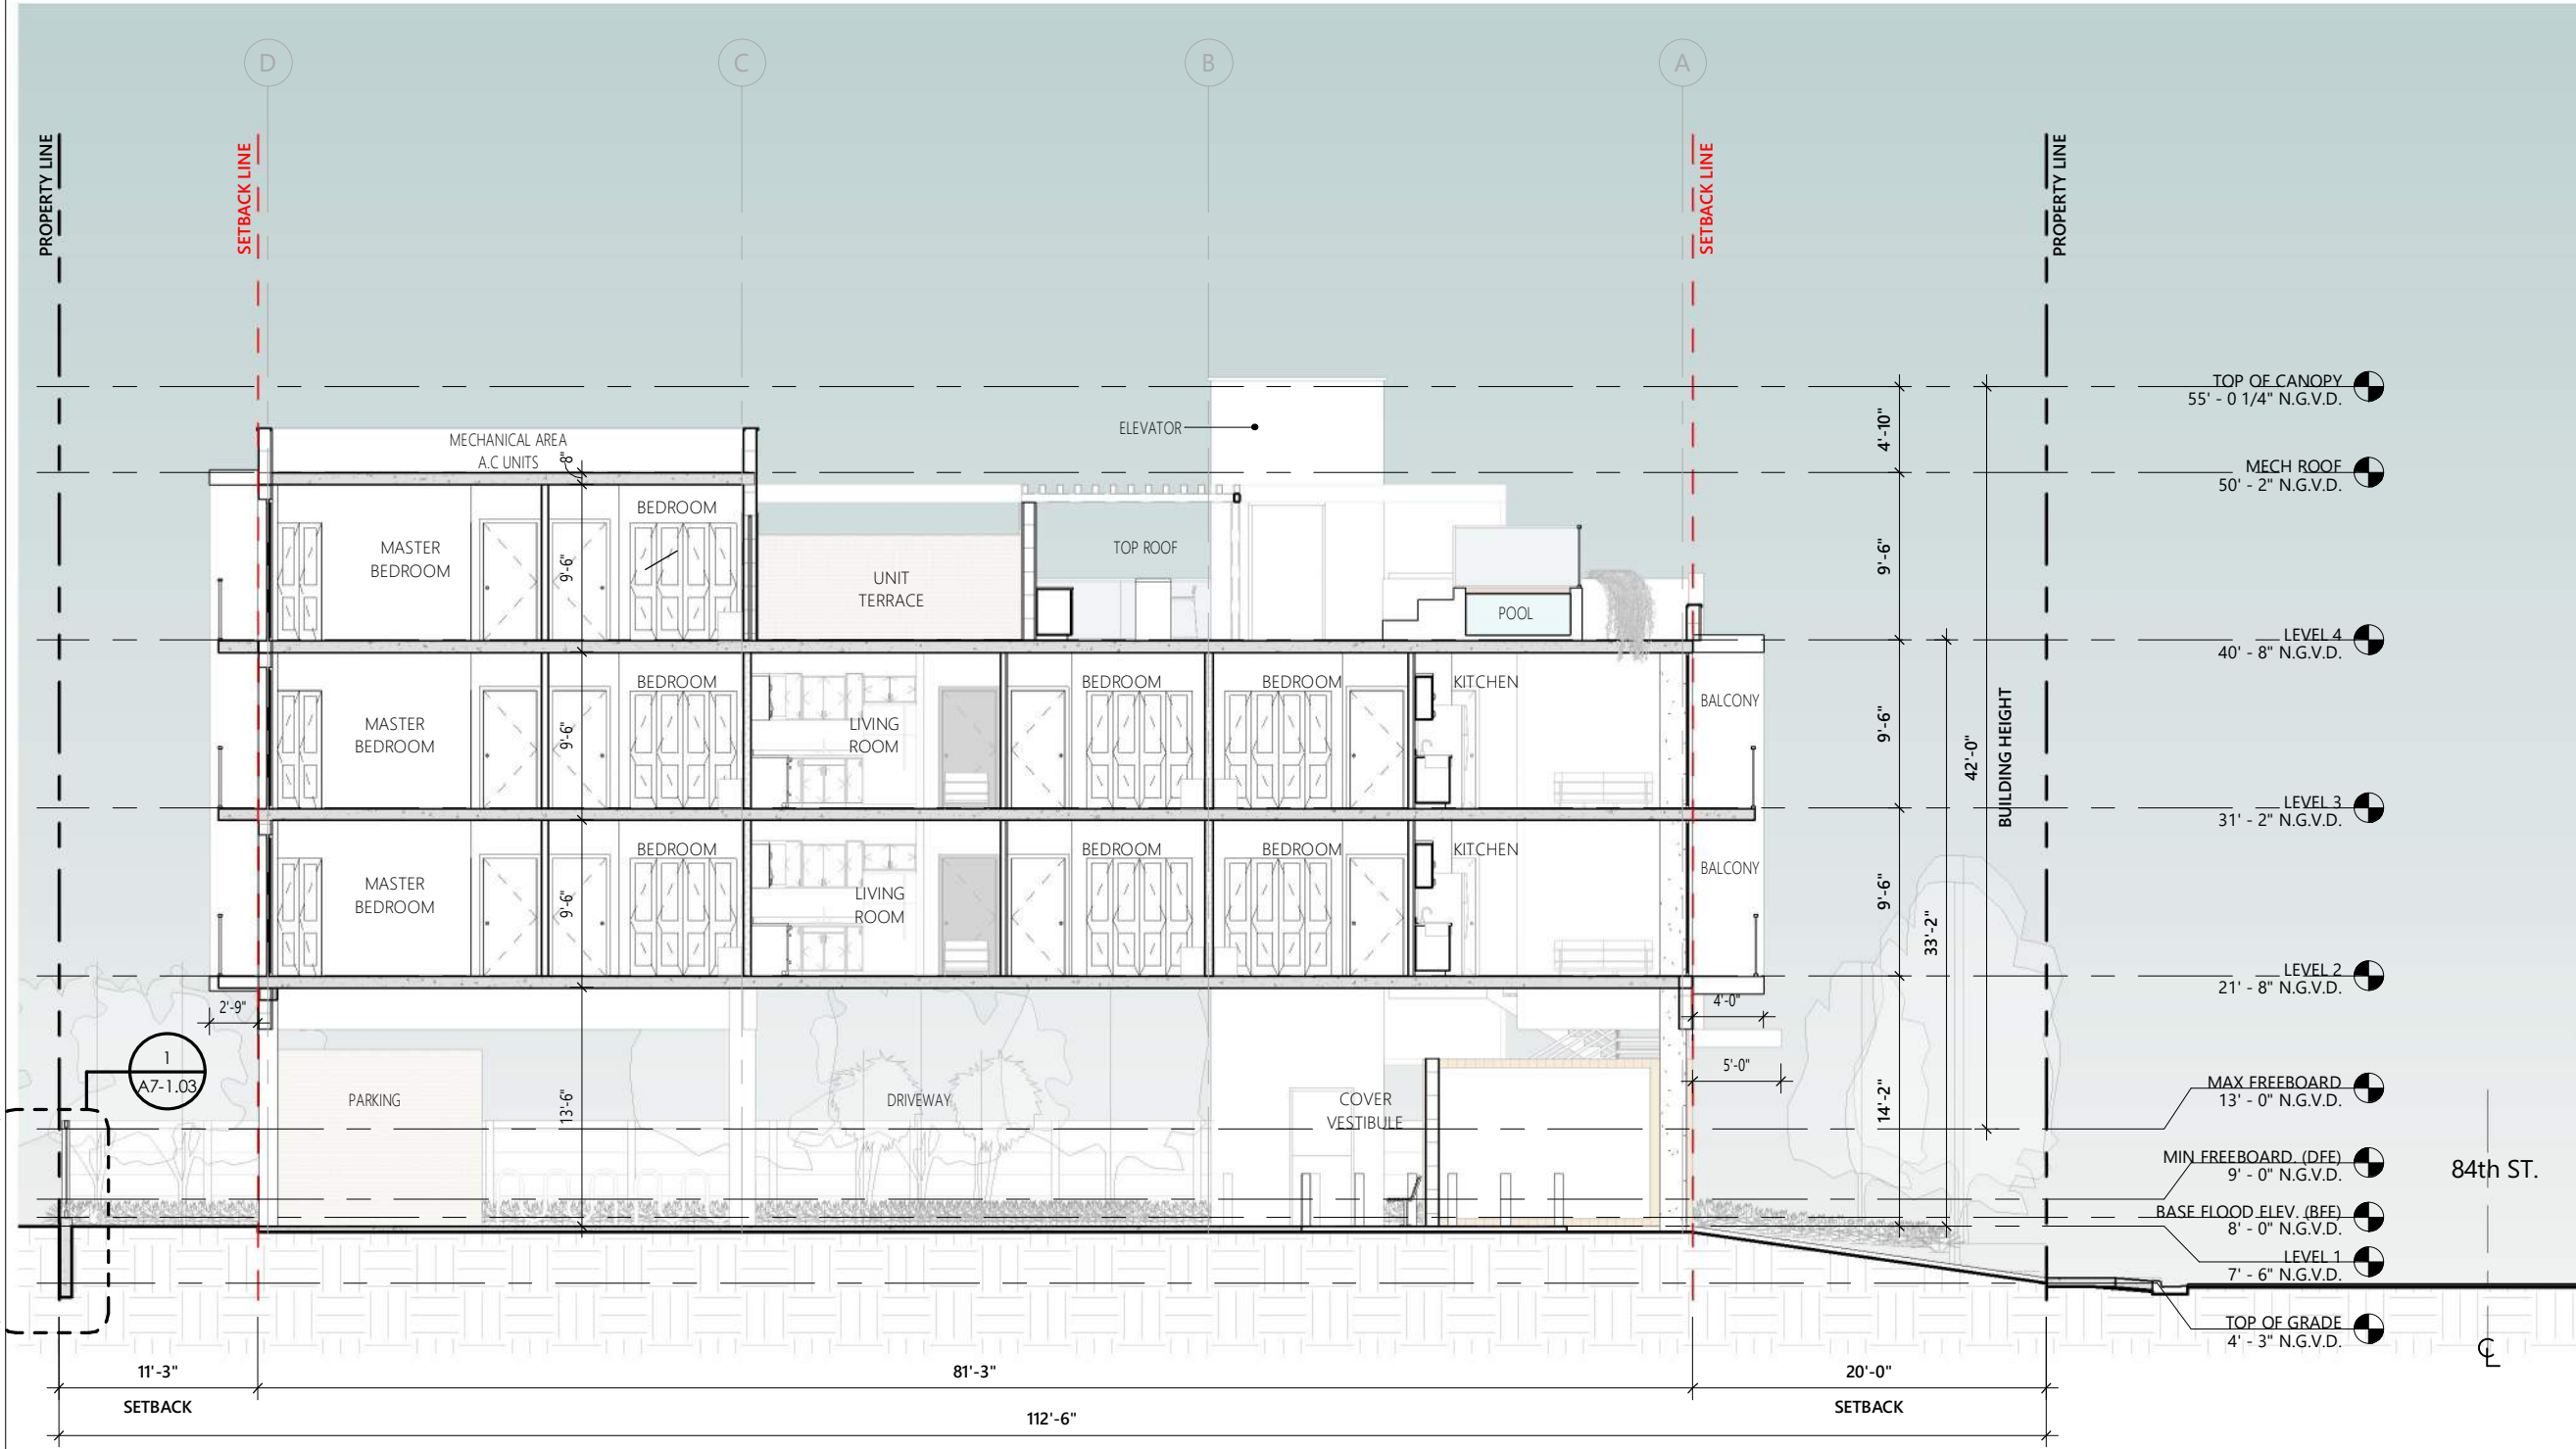 D
C
B
A
PROPERTY LINE
SETBACK LINE
SETBACK LINE
PROPERTY LINE
TOP OF CANOPY
55' - 0 1/4" N.G.V.D.
4'-10"
ELEVATOR
MECHANICAL AREA
A.C UNITS
8"
MECH ROOF
50' - 2" N.G.V.D.
BEDROOM
MASTER
BEDROOM
9'-6"
TOP ROOF
UNIT
TERRACE
POOL
9'-6"
LEVEL 4
40' - 8" N.G.V.D.
BEDROOM
BEDROOM
BEDROOM
KITCHEN
BALCONY
MASTER
BEDROOM
9'-6"
LIVING
ROOM
9'-6"
42'-0"
BUILDING HEIGHT
LEVEL 3
31' - 2" N.G.V.D.
BEDROOM
BEDROOM
BEDROOM
KITCHEN
BALCONY
MASTER
BEDROOM
9'-6"
LIVING
ROOM
9'-6"
33'-2"
LEVEL 2
21' - 8" N.G.V.D.
2'-9"
4'-0"
1
A7-1.03
5'-0"
PARKING
13'-6"
DRIVEWAY
COVER
VESTIBULE
14'-2"
MAX FREEBOARD
13' - 0" N.G.V.D.
MIN FREEBOARD. (DFE)
9' - 0" N.G.V.D.
84th ST.
BASE FLOOD ELEV. (BFE)
8' - 0" N.G.V.D.
LEVEL 1
7' - 6" N.G.V.D.
TOP OF GRADE
4' - 3" N.G.V.D.
11'-3"
81'-3"
20'-0"
SETBACK
SETBACK
112'-6"